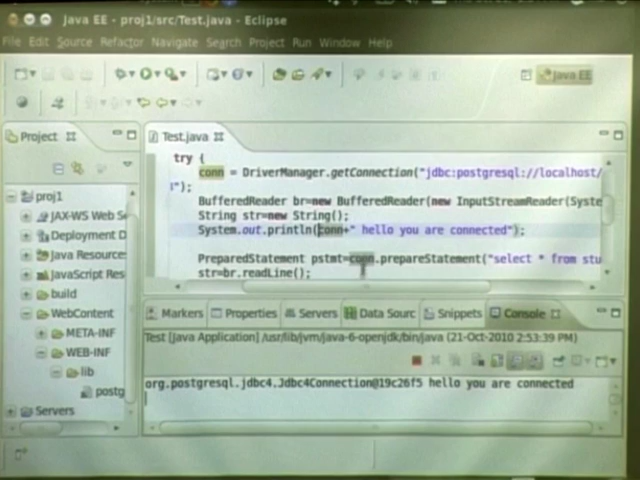 Java EE - proj1/src/Test.java - Eclipse
File Edit Source Refactor Navigate Search Project Run Window Help
Java EE
Project
Test.java
try {
conn = DriverManager.getConnection("jdbc:postgresql://localhost/
l");
BufferedReader br=new BufferedReader(new InputStreamReader(Syste
String str=new String();
System.out.println(conn+" hello you are connected");
PreparedStatement pstmt=conn.prepareStatement("select * from stu
str=br.readLine();
proj1
JAX-WS Web Se
Deployment D
Java Resources
JavaScript Res
build
WebContent
META-INF
WEB-INF
lib
postg
Servers
Markers Properties Servers Data Sourc Snippets Console
Test [Java Application] /usr/lib/jvm/java-6-openjdk/bin/java (21-Oct-2010 2:53:39 PM)
org.postgresql.jdbc4.Jdbc4Connection@19c26f5 hello you are connected